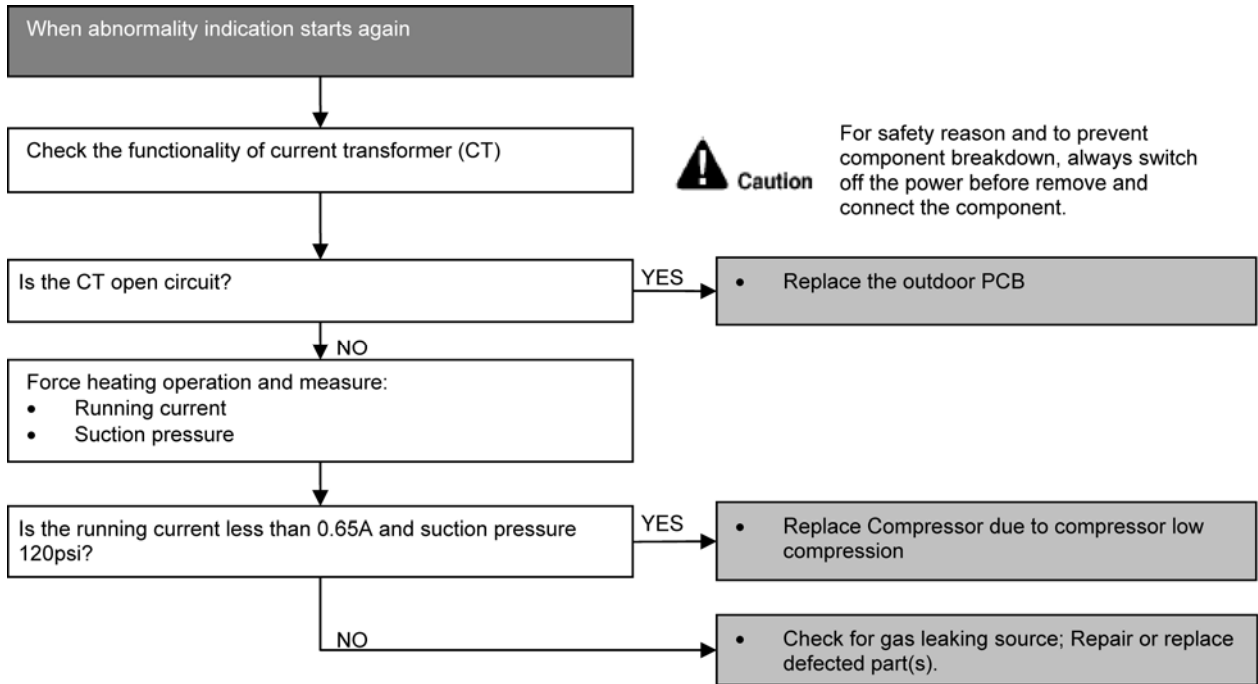 When abnormality indication starts again
Check the functionality of current transformer (CT)
Caution
For safety reason and to prevent
component breakdown, always switch
off the power before remove and
connect the component.
Is the CT open circuit?
YES
• Replace the outdoor PCB
NO
Force heating operation and measure:
• Running current
• Suction pressure
Is the running current less than 0.65A and suction pressure
120psi?
YES
• Replace Compressor due to compressor low
compression
NO
• Check for gas leaking source; Repair or replace
defected part(s).